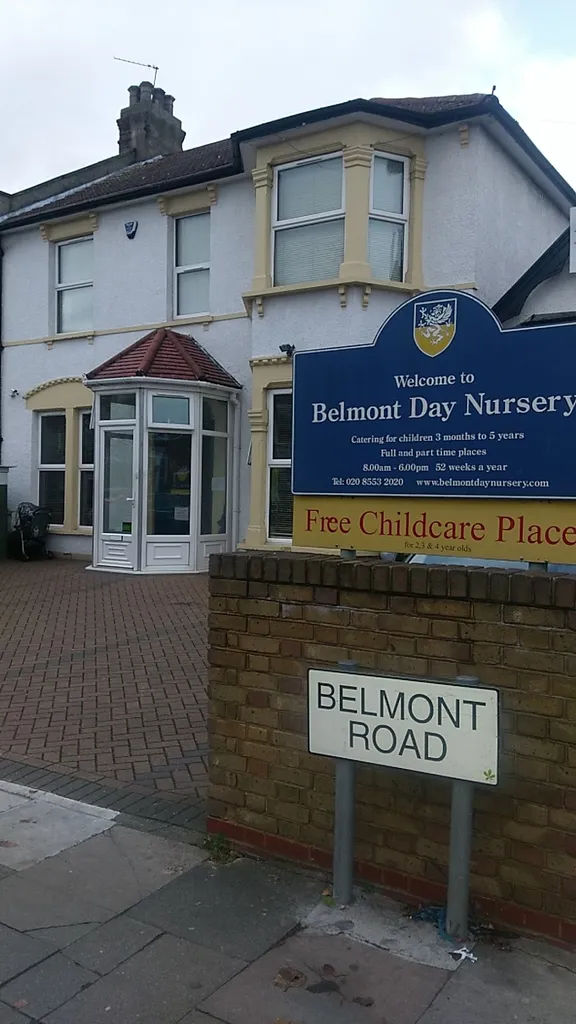 Welcome to
Belmont Day Nursery
Catering for children 3 months to 5 years
Full and part time places
8.00am - 6.00pm 52 weeks a year
Tel: 020 8553 2020 www.belmontdaynursery.com
Free Childcare Place
for 2,3 & 4 year olds
BELMONT
ROAD